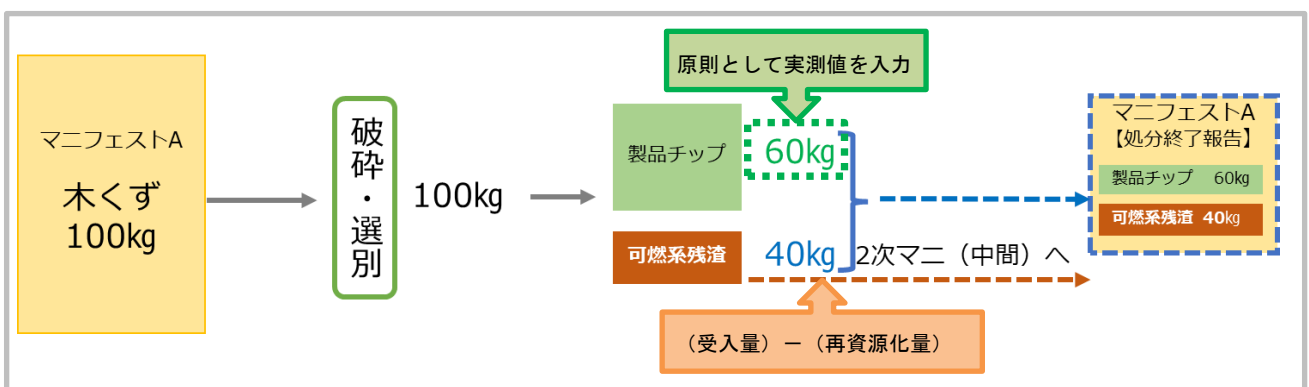 原則として実測値を入力
マニフェストA
木くず
100kg
破砕・選別
100kg
製品チップ
60kg
可燃系残渣
40kg
2次マニ（中間）へ
（受入量）－（再資源化量）
マニフェストA
【処分終了報告】
製品チップ 60kg
可燃系残渣 40kg